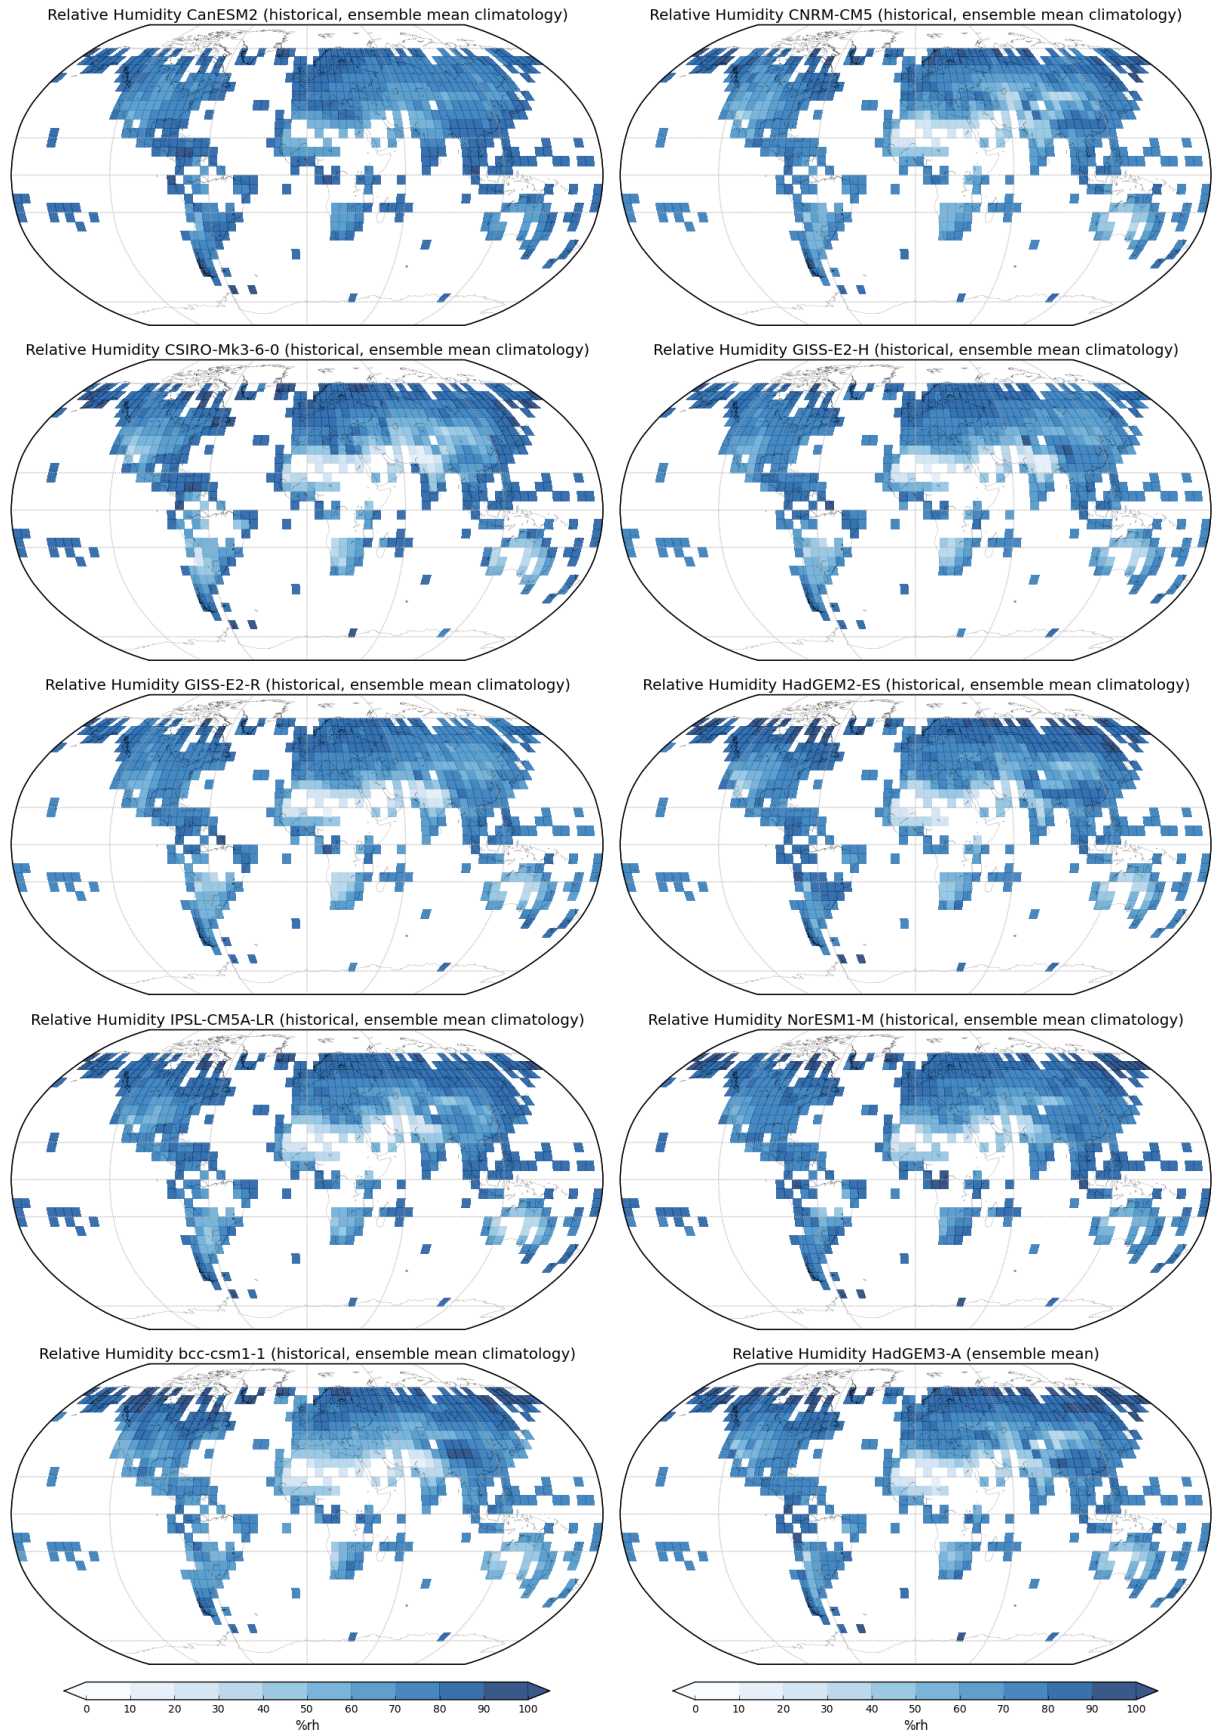 Relative Humidity CanESM2 (historical, ensemble mean climatology)
Relative Humidity CNRM-CM5 (historical, ensemble mean climatology)
Relative Humidity CSIRO-Mk3-6-0 (historical, ensemble mean climatology)
Relative Humidity GISS-E2-H (historical, ensemble mean climatology)
Relative Humidity GISS-E2-R (historical, ensemble mean climatology)
Relative Humidity HadGEM2-ES (historical, ensemble mean climatology)
Relative Humidity IPSL-CM5A-LR (historical, ensemble mean climatology)
Relative Humidity NorESM1-M (historical, ensemble mean climatology)
Relative Humidity bcc-csm1-1 (historical, ensemble mean climatology)
Relative Humidity HadGEM3-A (ensemble mean)
0 10 20 30 40 50 60 70 80 90 100
%rh
0 10 20 30 40 50 60 70 80 90 100
%rh